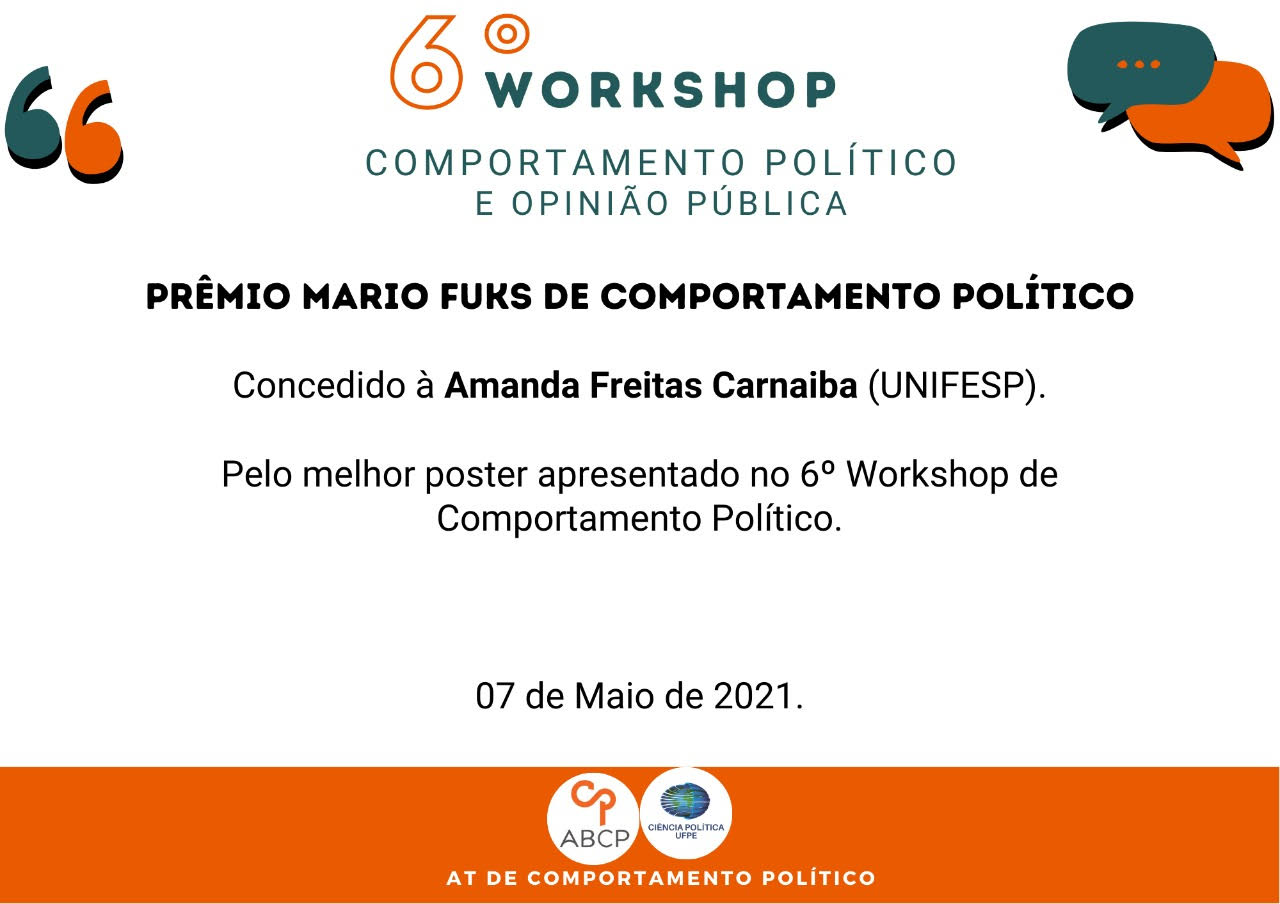 6º
WORKSHOP
COMPORTAMENTO POLÍTICO
E OPINIÃO PÚBLICA
PRÊMIO MARIO FUKS DE COMPORTAMENTO POLÍTICO
Concedido à Amanda Freitas Carnaiba (UNIFESP).
Pelo melhor poster apresentado no 6º Workshop de
Comportamento Político.
07 de Maio de 2021.
ABCP
CIÊNCIA POLÍTICA
UFPE
AT DE COMPORTAMENTO POLÍTICO